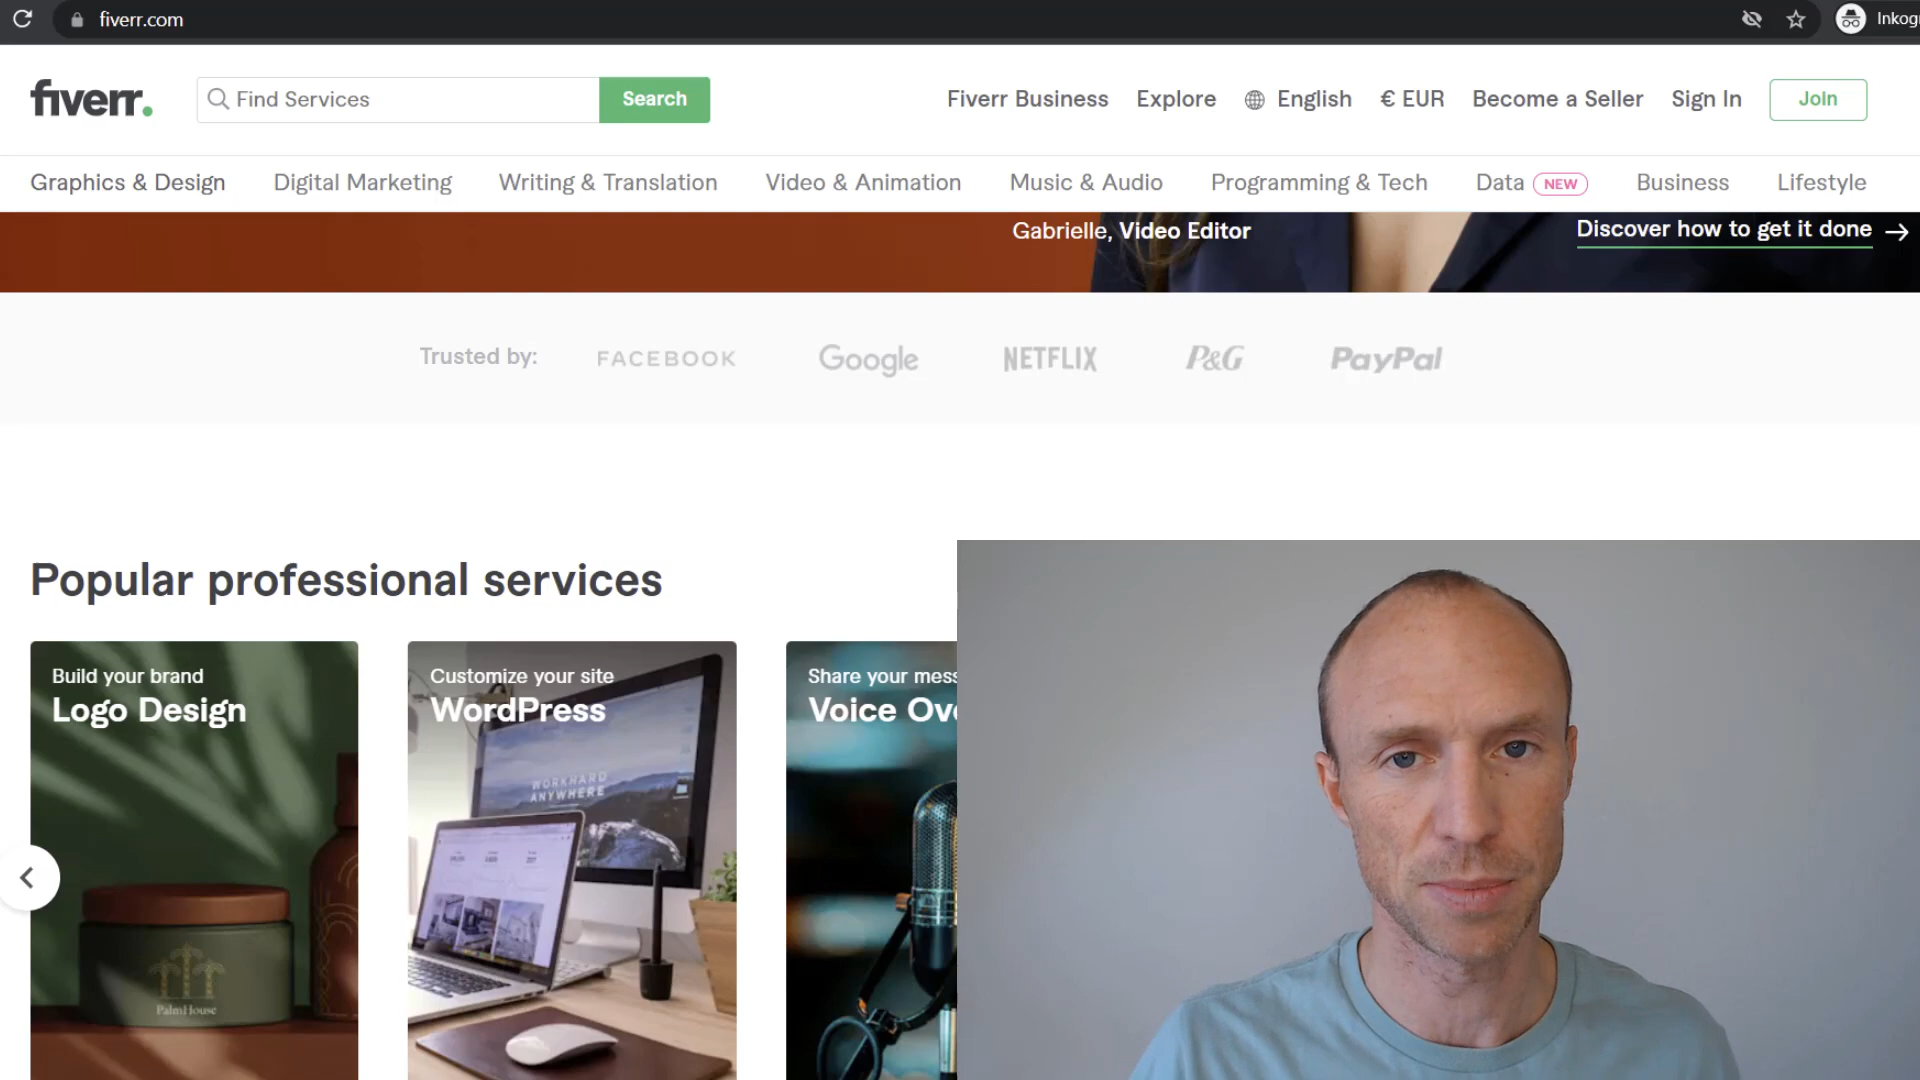 fiverr.com
Inkog
fiverr.
Find Services
Search
Fiverr Business
Explore
English
€ EUR
Become a Seller
Sign In
Join
Graphics & Design
Digital Marketing
Writing & Translation
Video & Animation
Music & Audio
Programming & Tech
Data NEW
Business
Lifestyle
Gabrielle, Video Editor
Discover how to get it done →
Trusted by:
FACEBOOK
Google
NETFLIX
P&G
PayPal
Popular professional services
Build your brand
Logo Design
PalmHouse
Customize your site
WordPress
WORKHARD
ANYWHERE
Share your mess
Voice Ov